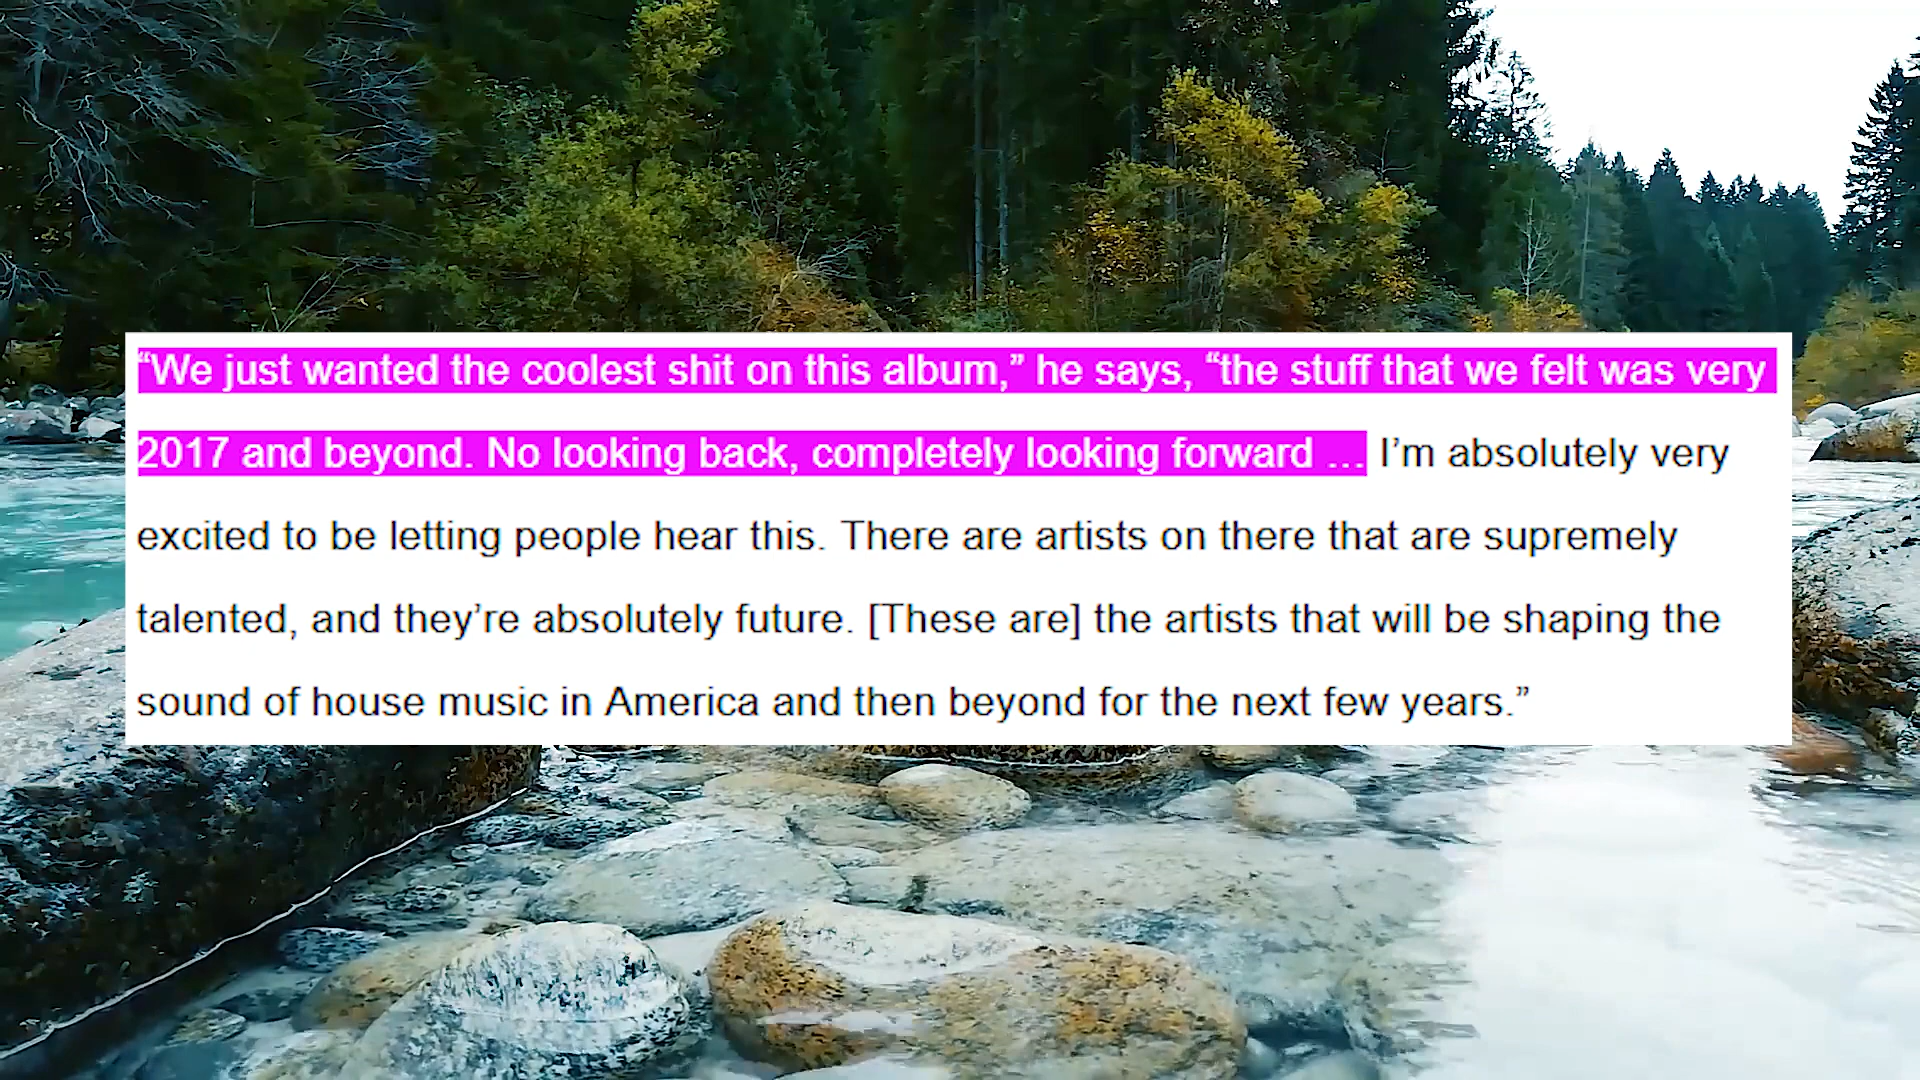 “We just wanted the coolest shit on this album,” he says, “the stuff that we felt was very
2017 and beyond. No looking back, completely looking forward … I’m absolutely very
excited to be letting people hear this. There are artists on there that are supremely
talented, and they’re absolutely future. [These are] the artists that will be shaping the
sound of house music in America and then beyond for the next few years.”